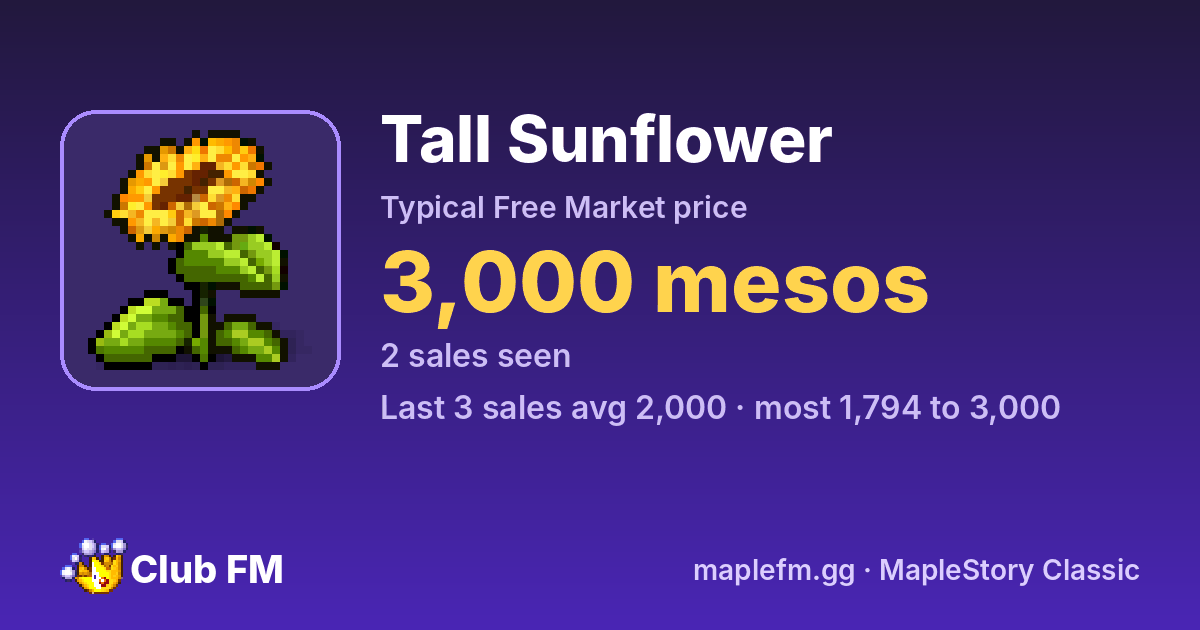 Tall Sunflower
Typical Free Market price
3,000 mesos
2 sales seen
Last 3 sales avg 2,000 · most 1,794 to 3,000
Club FM
maplefm.gg · MapleStory Classic